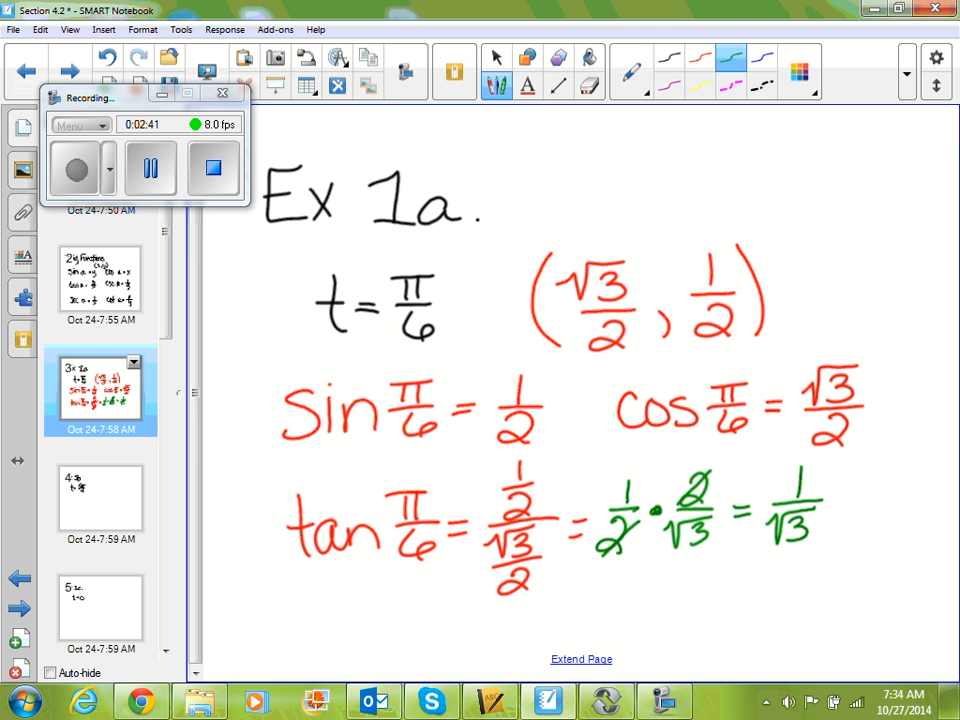 Section 4.2 * - SMART Notebook
File Edit View Insert Format Tools Response Add-ons Help
Recording...
Menu 0:02:41 8.0 fps
Oct 24-7:50 AM
Oct 24-7:55 AM
Oct 24-7:58 AM
Oct 24-7:59 AM
Oct 24-7:59 AM
Auto-hide
Ex 1a.
t = π/6 (√3/2, 1/2)
sin π/6 = 1/2 cos π/6 = √3/2
tan π/6 = (1/2)/(√3/2) = 1/2 • 2/√3 = 1/√3
Extend Page
7:34 AM
10/27/2014